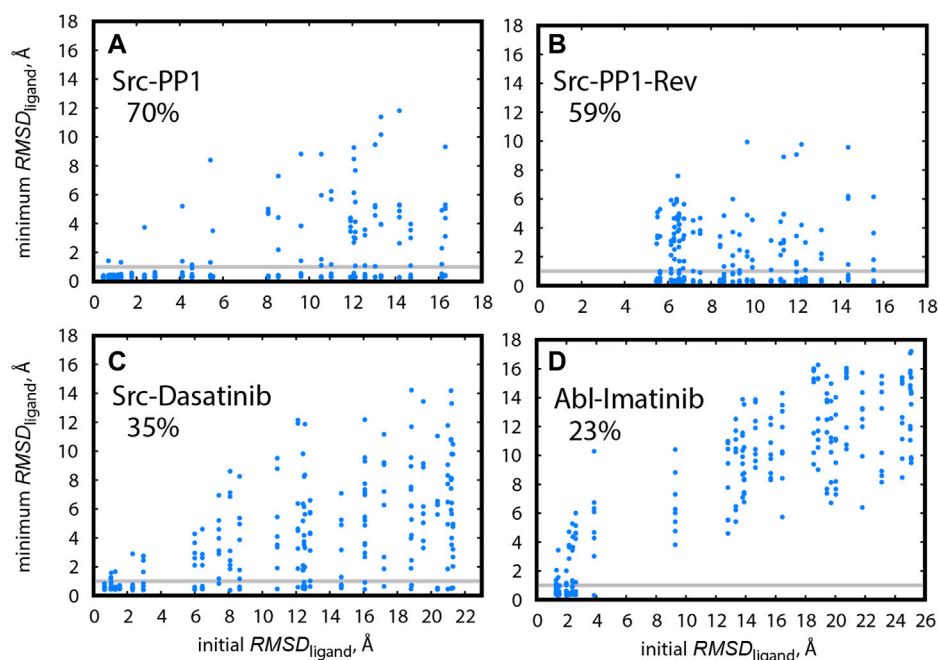 A
Src-PP1
70%
minimum RMSDligand, Å
18
16
14
12
10
8
6
4
2
0
0 2 4 6 8 10 12 14 16 18
B
Src-PP1-Rev
59%
18
16
14
12
10
8
6
4
2
0
0 2 4 6 8 10 12 14 16 18
C
Src-Dasatinib
35%
minimum RMSDligand, Å
18
16
14
12
10
8
6
4
2
0
0 2 4 6 8 10 12 14 16 18 20 22
initial RMSDligand, Å
D
Abl-Imatinib
23%
18
16
14
12
10
8
6
4
2
0
0 2 4 6 8 10 12 14 16 18 20 22 24 26
initial RMSDligand, Å